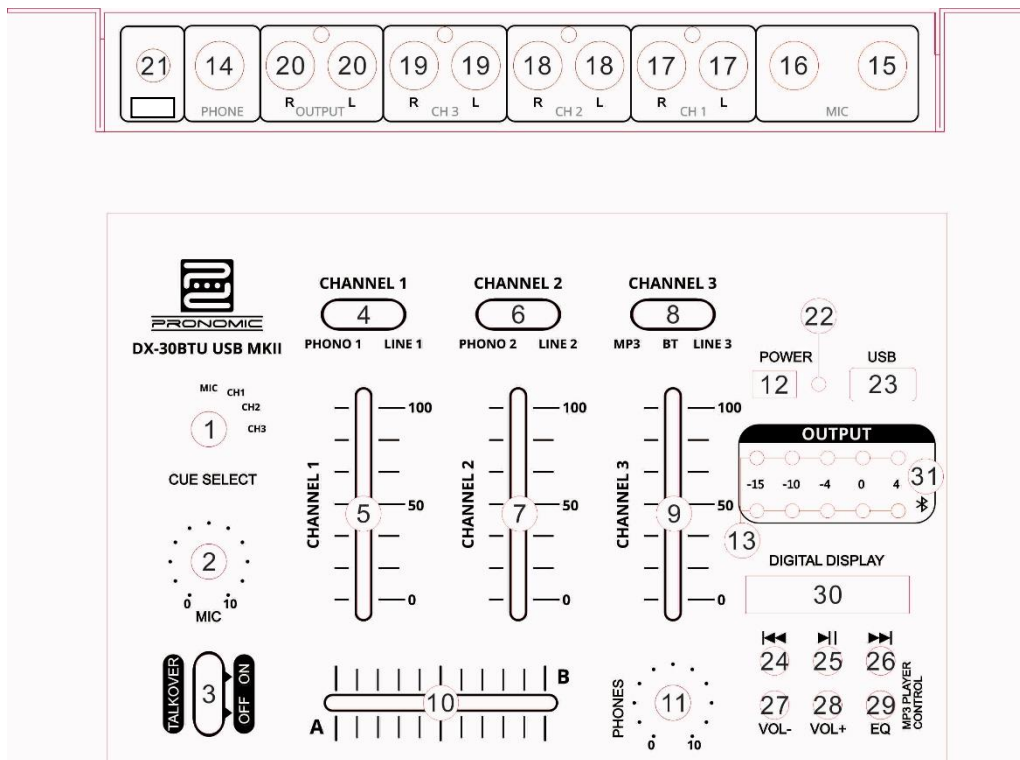 21 14 20 20 19 19 18 18 17 17 16 15
R L R L R L R L
PHONE OUTPUT CH 3 CH 2 CH 1 MIC
PRONOMIC
DX-30BTU USB MKII
CHANNEL 1
4
PHONO 1 LINE 1
CHANNEL 2
6
PHONO 2 LINE 2
CHANNEL 3
8
MP3 BT LINE 3
22
POWER USB
12 23
MIC CH1
CH2
1 CH3
CUE SELECT
2
0 10
MIC
TALKOVER
3
OFF ON
CHANNEL 1
100
5 50
0
CHANNEL 2
100
7 50
0
CHANNEL 3
100
9 50
0
OUTPUT
-15 -10 -4 0 4 31
13
DIGITAL DISPLAY
30
24 25 26
27 28 29
VOL- VOL+ EQ
MP3 PLAYER
CONTROL
B
10
A
PHONES
11
0 10